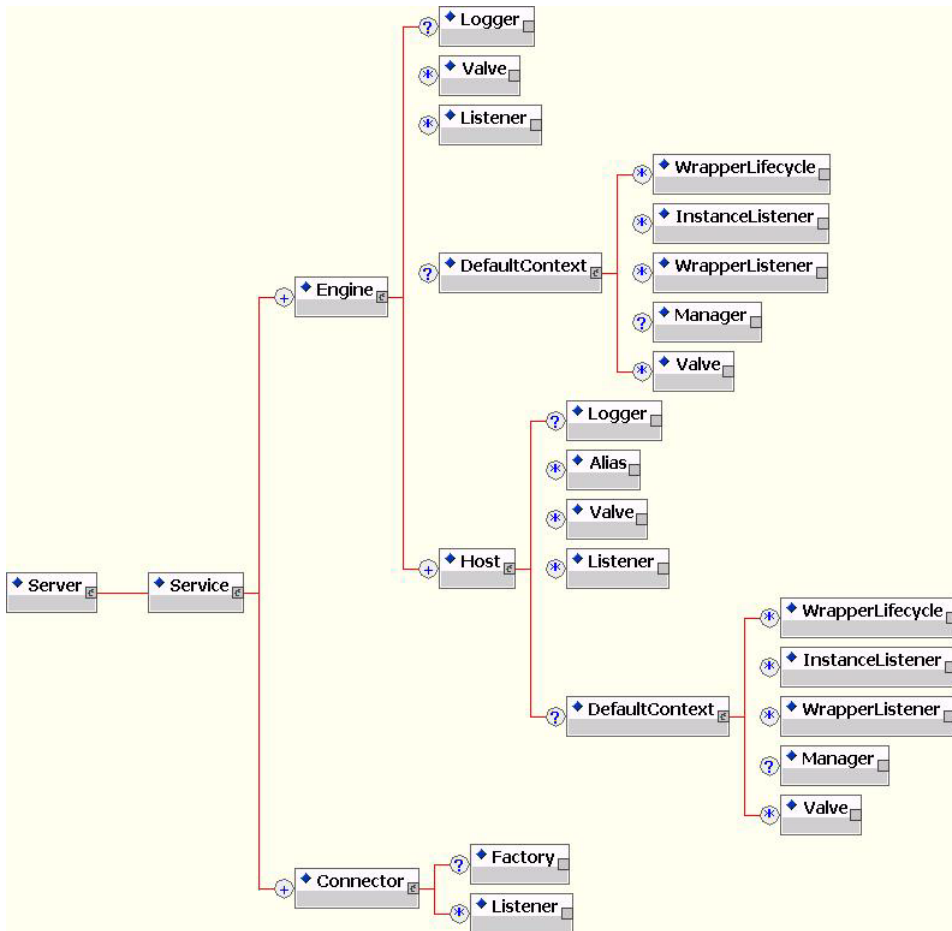 ? Logger
* Valve
* Listener
* WrapperLifecycle
* InstanceListener
? DefaultContext
* WrapperListener
+ Engine
? Manager
* Valve
? Logger
* Alias
* Valve
+ Host
* Listener
Server
Service
* WrapperLifecycle
* InstanceListener
? DefaultContext
* WrapperListener
? Manager
* Valve
? Factory
+ Connector
* Listener